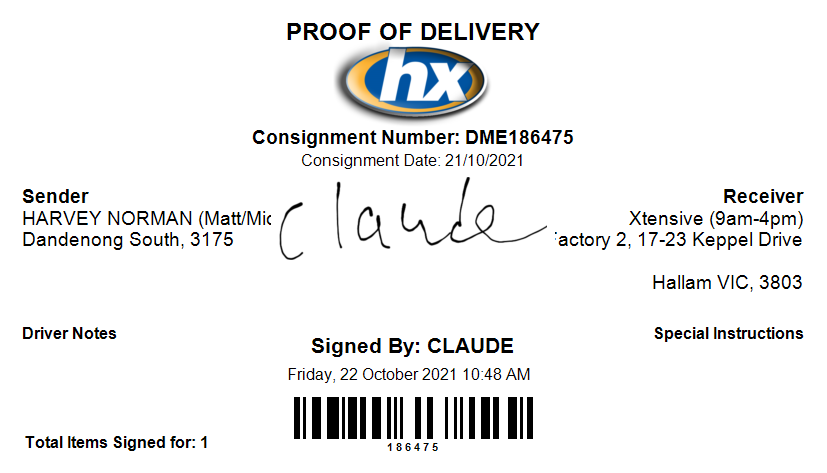 PROOF OF DELIVERY
hx
Consignment Number: DME186475
Consignment Date: 21/10/2021
Sender
HARVEY NORMAN (Matt/Mic
Dandenong South, 3175
Claude
Receiver
Xtensive (9am-4pm)
actory 2, 17-23 Keppel Drive
Hallam VIC, 3803
Driver Notes
Special Instructions
Signed By: CLAUDE
Friday, 22 October 2021 10:48 AM
186475
Total Items Signed for: 1